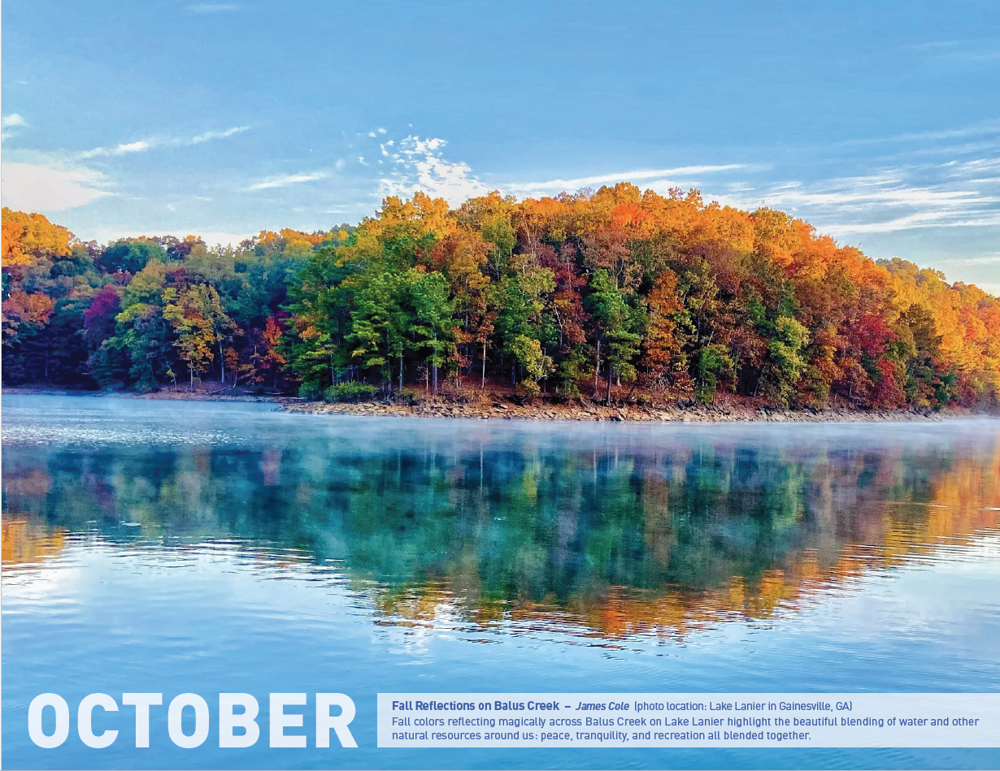 OCTOBER
Fall Reflections on Balus Creek – James Cole (photo location: Lake Lanier in Gainesville, GA)
Fall colors reflecting magically across Balus Creek on Lake Lanier highlight the beautiful blending of water and other
natural resources around us: peace, tranquility, and recreation all blended together.